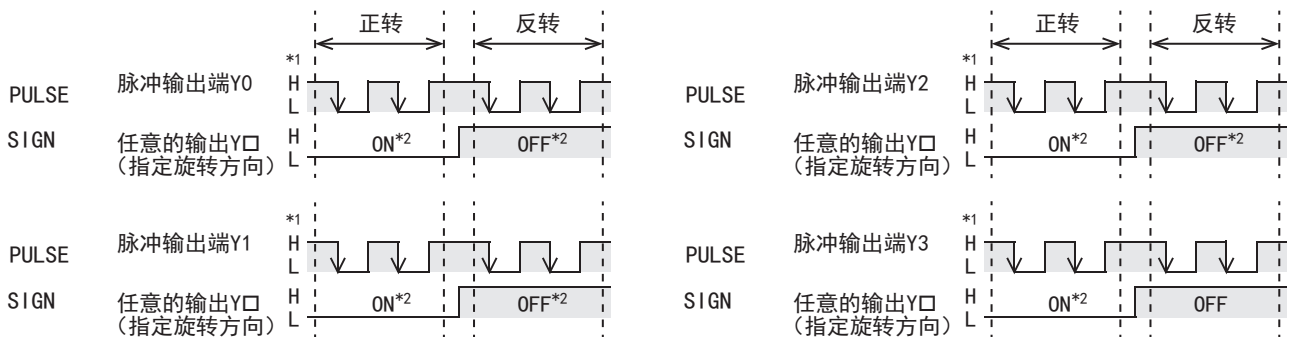 正转 反转
*1
PULSE 脉冲输出端Y0 H
L
SIGN 任意的输出Y口 H ON*2 OFF*2
(指定旋转方向) L
*1
PULSE 脉冲输出端Y1 H
L
SIGN 任意的输出Y口 H ON*2 OFF*2
(指定旋转方向) L
正转 反转
*1
PULSE 脉冲输出端Y2 H
L
SIGN 任意的输出Y口 H ON*2 OFF*2
(指定旋转方向) L
*1
PULSE 脉冲输出端Y3 H
L
SIGN 任意的输出Y口 H ON*2 OFF
(指定旋转方向) L